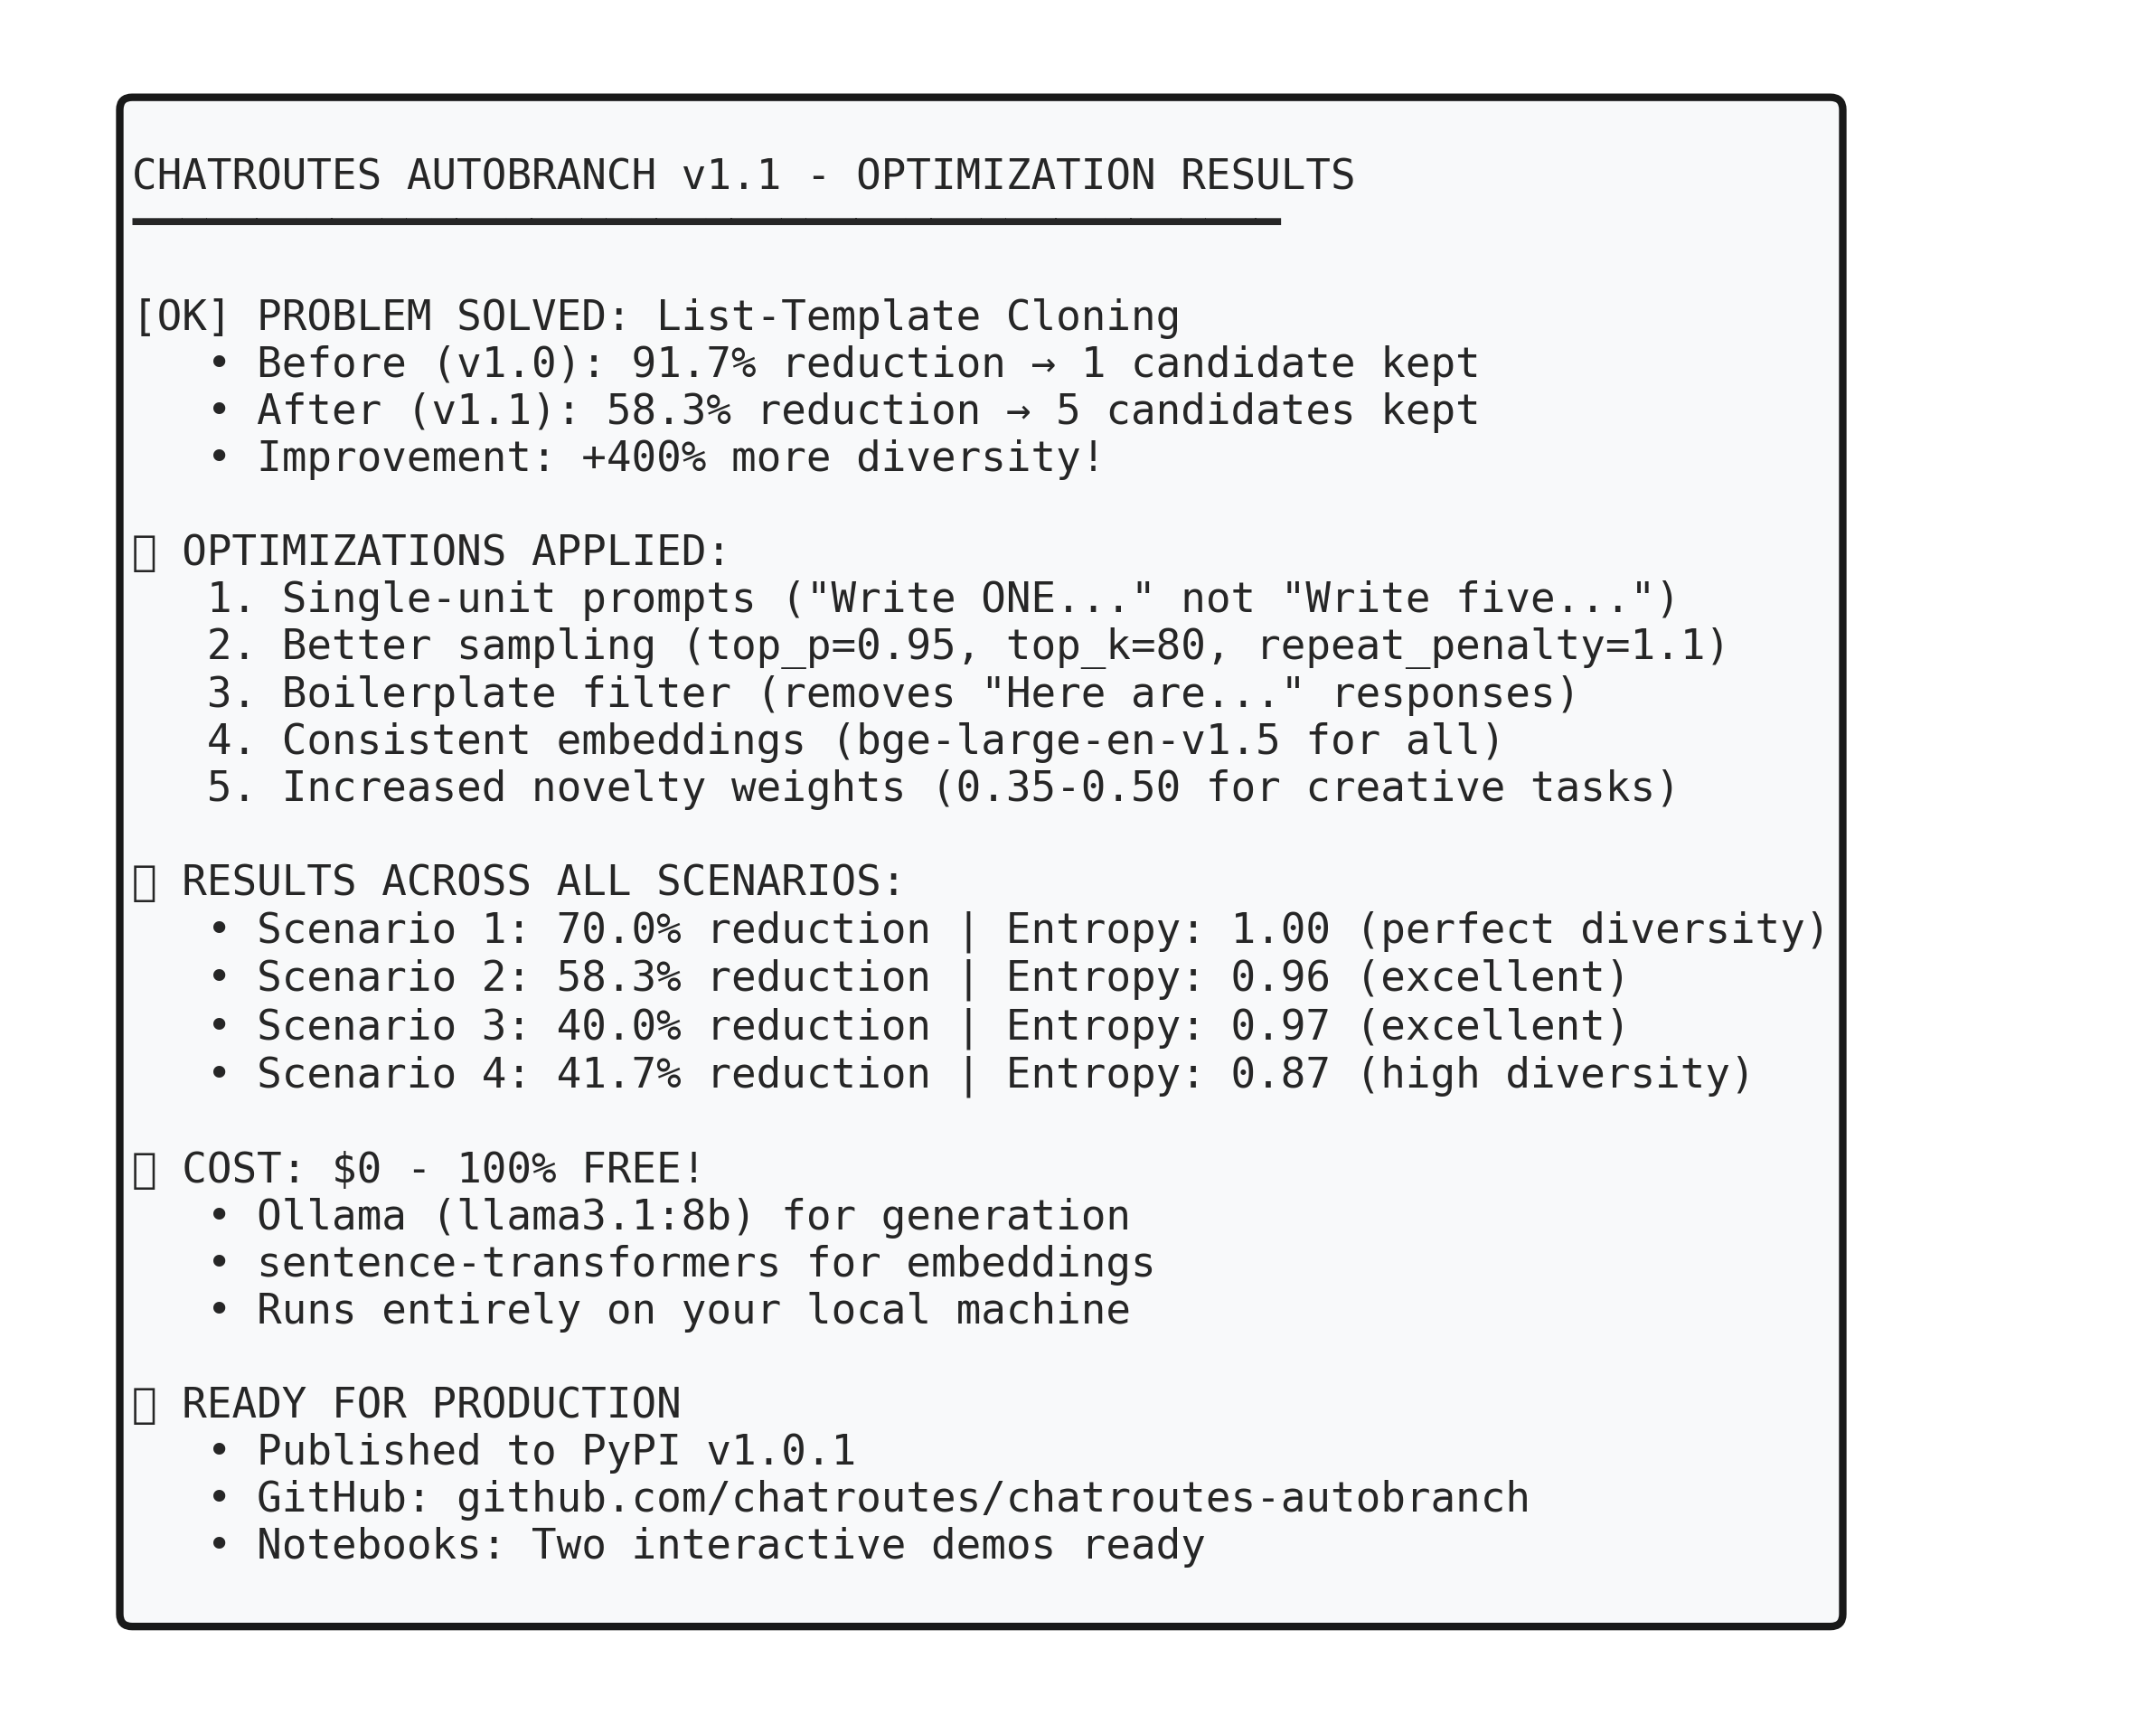 CHATROUTES AUTOBRANCH v1.1 - OPTIMIZATION RESULTS
[OK] PROBLEM SOLVED: List-Template Cloning
• Before (v1.0): 91.7% reduction → 1 candidate kept
• After (v1.1): 58.3% reduction → 5 candidates kept
• Improvement: +400% more diversity!
OPTIMIZATIONS APPLIED:
1. Single-unit prompts ("Write ONE..." not "Write five...")
2. Better sampling (top_p=0.95, top_k=80, repeat_penalty=1.1)
3. Boilerplate filter (removes "Here are..." responses)
4. Consistent embeddings (bge-large-en-v1.5 for all)
5. Increased novelty weights (0.35-0.50 for creative tasks)
RESULTS ACROSS ALL SCENARIOS:
• Scenario 1: 70.0% reduction | Entropy: 1.00 (perfect diversity)
• Scenario 2: 58.3% reduction | Entropy: 0.96 (excellent)
• Scenario 3: 40.0% reduction | Entropy: 0.97 (excellent)
• Scenario 4: 41.7% reduction | Entropy: 0.87 (high diversity)
COST: $0 - 100% FREE!
• Ollama (llama3.1:8b) for generation
• sentence-transformers for embeddings
• Runs entirely on your local machine
READY FOR PRODUCTION
• Published to PyPI v1.0.1
• GitHub: github.com/chatroutes/chatroutes-autobranch
• Notebooks: Two interactive demos ready